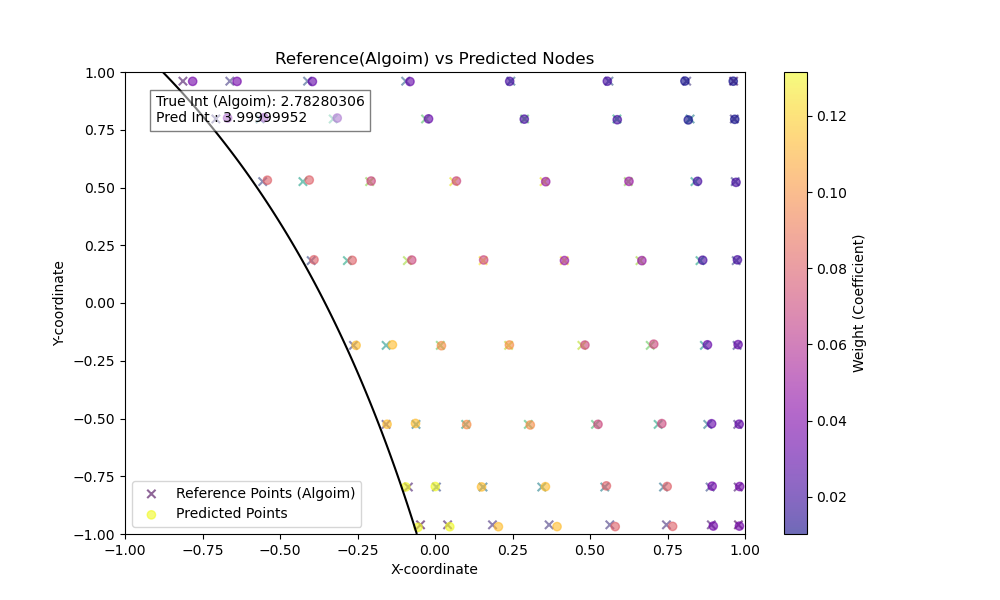 Reference(Algoim) vs Predicted Nodes
True Int (Algoim): 2.78280306
Pred Int : 3.99999952
1.00
0.75
0.50
0.25
0.00
−0.25
−0.50
−0.75
−1.00
Y-coordinate
Reference Points (Algoim)
Predicted Points
−1.00 −0.75 −0.50 −0.25 0.00 0.25 0.50 0.75 1.00
X-coordinate
0.12
0.10
0.08
0.06
0.04
0.02
Weight (Coefficient)